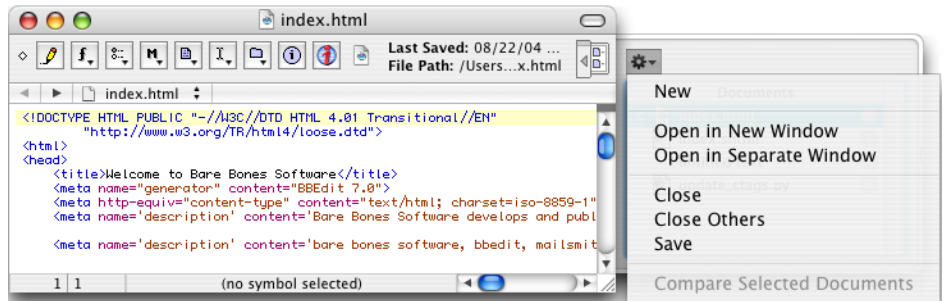 index.html
Last Saved: 08/22/04 ...
File Path: /Users...x.html
index.html
<!DOCTYPE HTML PUBLIC "-//W3C//DTD HTML 4.01 Transitional//EN"
"http://www.w3.org/TR/html4/loose.dtd">
<html>
<head>
<title>Welcome to Bare Bones Software</title>
<meta name="generator" content="BBEdit 7.0">
<meta http-equiv="content-type" content="text/html; charset=iso-8859-1"
<meta name='description' content='Bare Bones Software develops and publ
<meta name='description' content='bare bones software, bbedit, mailsmit
1 1 (no symbol selected)
Documents
New
Open in New Window
Open in Separate Window
update_ctags.py
Close
Close Others
Save
Compare Selected Documents